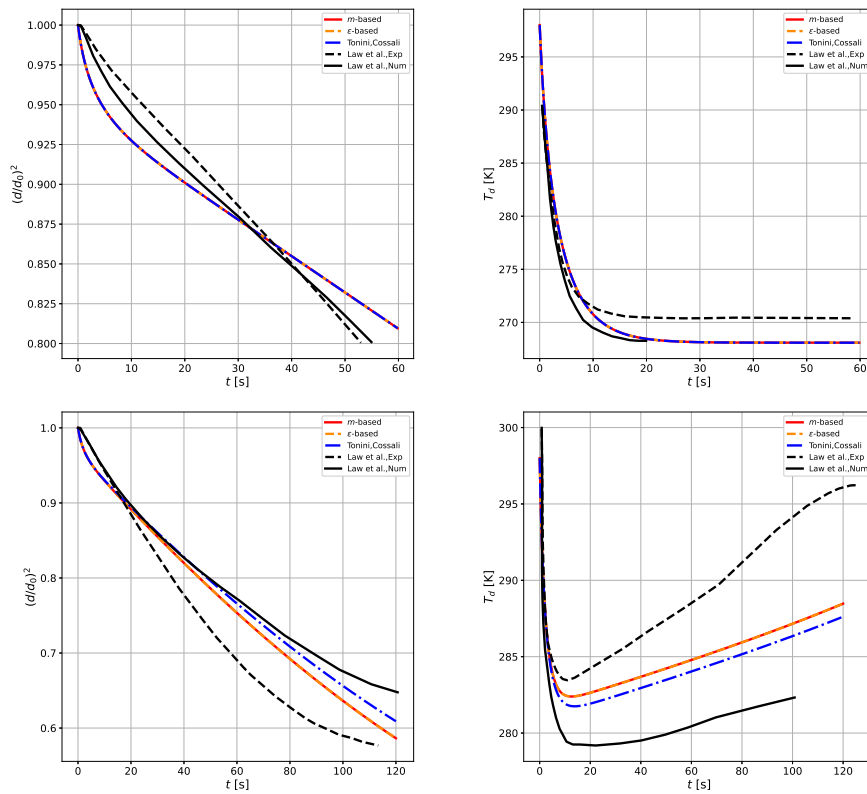 1.000
0.975
0.950
0.925
0.900
0.875
0.850
0.825
0.800
(d/d₀)²
0 10 20 30 40 50 60
t [s]
m-based
ε-based
Tonini,Cossali
Law et al.,Exp
Law et al.,Num
295
290
285
280
275
270
T_d [K]
0 10 20 30 40 50 60
t [s]
m-based
ε-based
Tonini,Cossali
Law et al.,Exp
Law et al.,Num
1.0
0.9
0.8
0.7
0.6
(d/d₀)²
0 20 40 60 80 100 120
t [s]
m-based
ε-based
Tonini,Cossali
Law et al.,Exp
Law et al.,Num
300
295
290
285
280
T_d [K]
0 20 40 60 80 100 120
t [s]
m-based
ε-based
Tonini,Cossali
Law et al.,Exp
Law et al.,Num